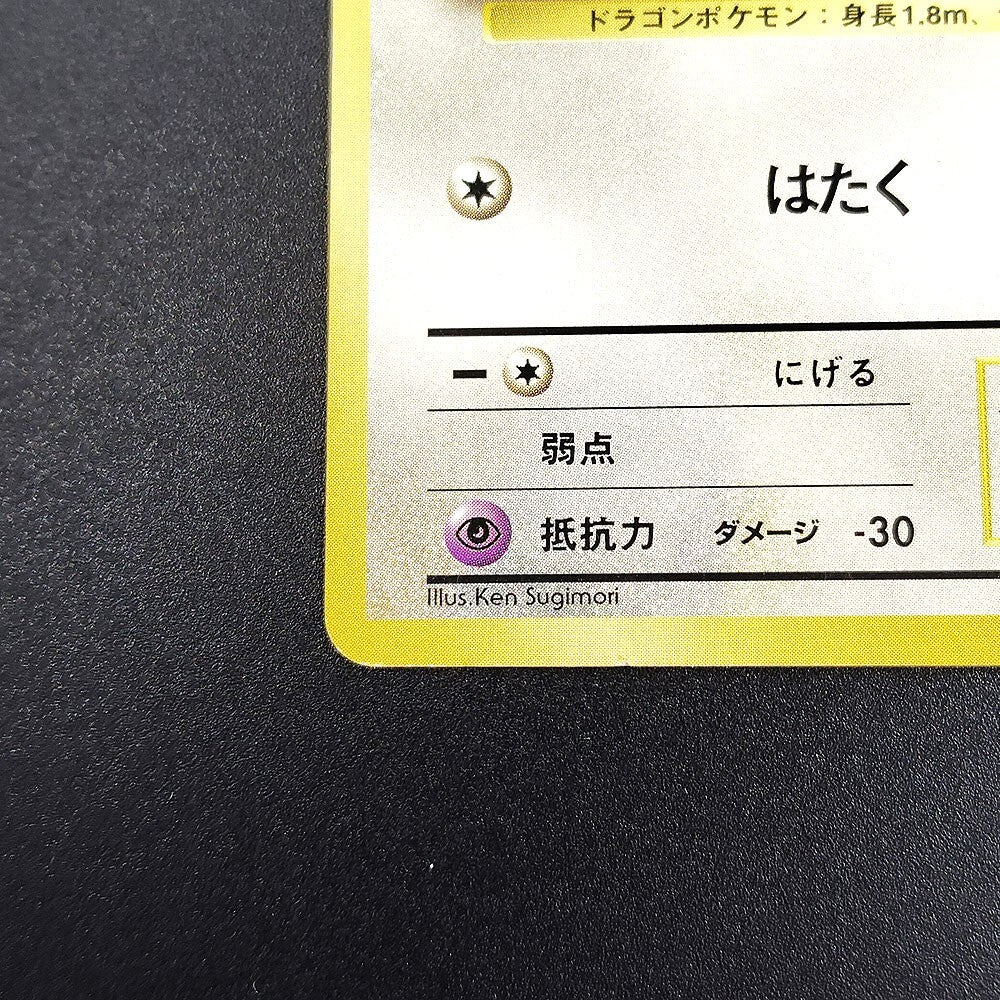 ドラゴンポケモン：身長1.8m、
はたく
にげる
弱点
抵抗力 ダメージ -30
Illus.Ken Sugimori